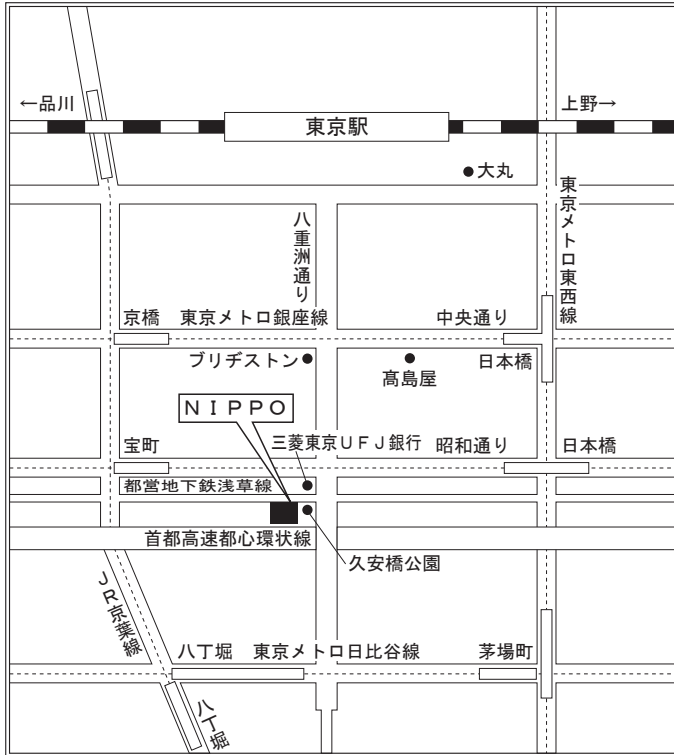 ←品川
上野→
東京駅
大丸
八重洲通り
東京メトロ東西線
京橋
東京メトロ銀座線
中央通り
ブリヂストン
髙島屋
日本橋
ＮＩＰＰＯ
宝町
三菱東京ＵＦＪ銀行
昭和通り
日本橋
都営地下鉄浅草線
首都高速都心環状線
久安橋公園
ＪＲ京葉線
八丁堀
東京メトロ日比谷線
茅場町
八丁堀